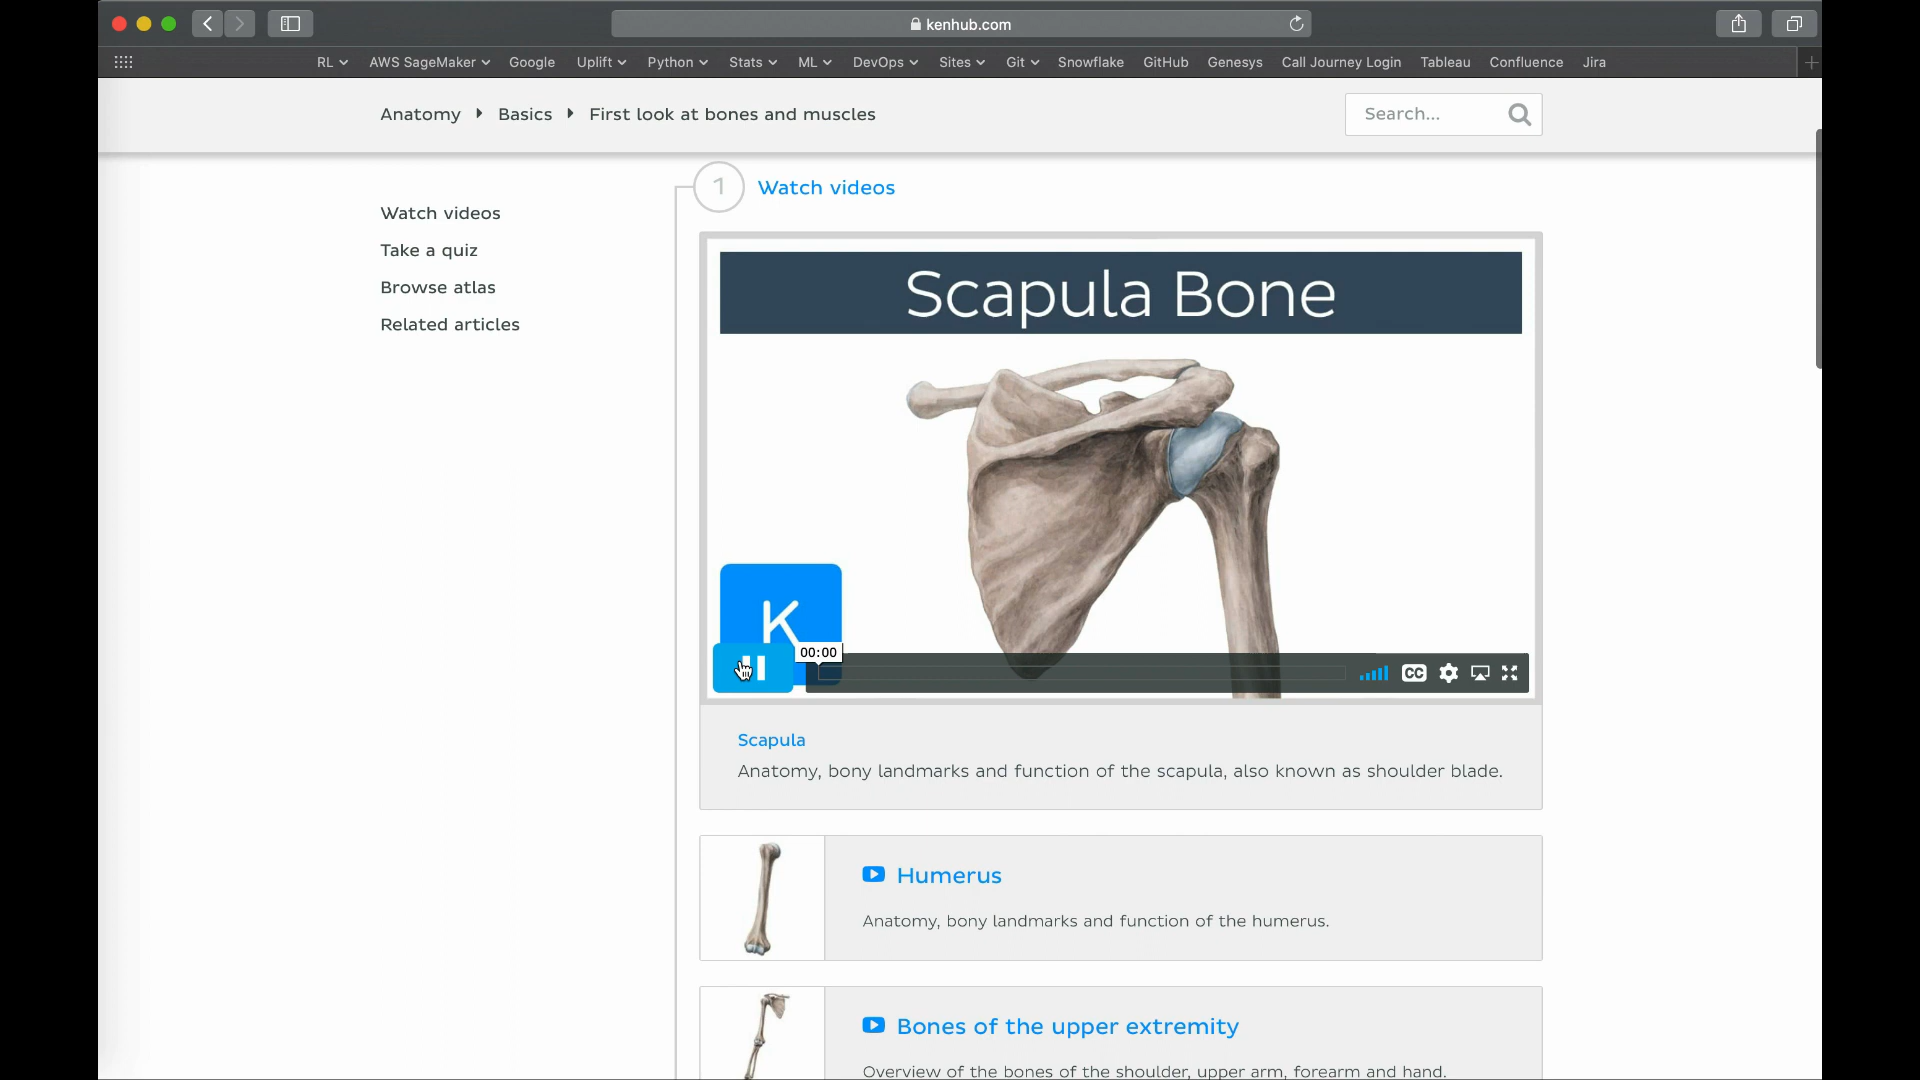 kenhub.com
RL AWS SageMaker Google Uplift Python Stats ML DevOps Sites Git Snowflake GitHub Genesys Call Journey Login Tableau Confluence Jira
Anatomy Basics First look at bones and muscles
Search...
Watch videos
Take a quiz
Browse atlas
Related articles
1 Watch videos
Scapula Bone
K
00:00
CC
Scapula
Anatomy, bony landmarks and function of the scapula, also known as shoulder blade.
Humerus
Anatomy, bony landmarks and function of the humerus.
Bones of the upper extremity
Overview of the bones of the shoulder, upper arm, forearm and hand.